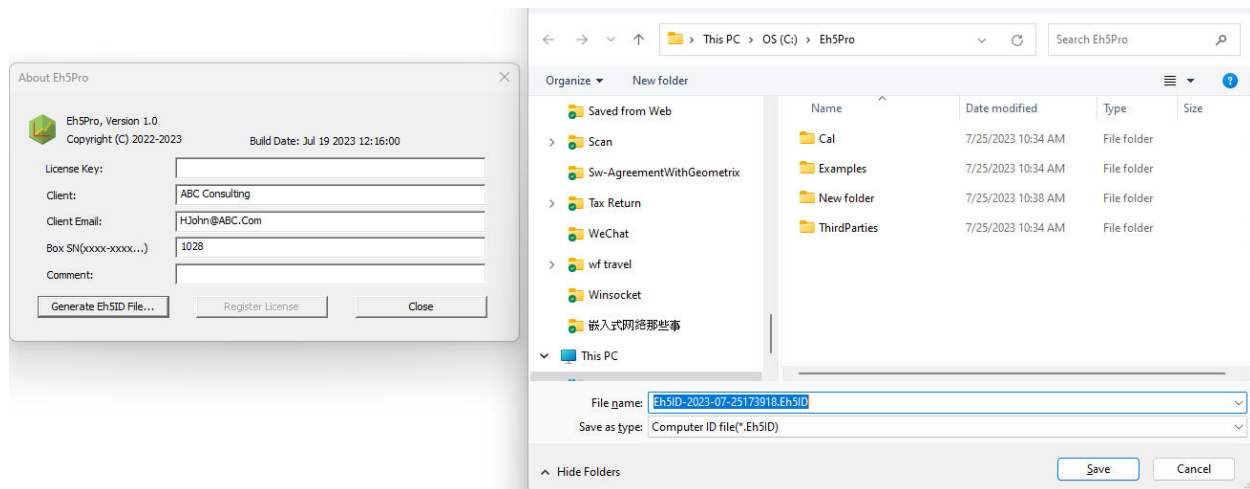 About Eh5Pro
Eh5Pro, Version 1.0
Copyright (C) 2022-2023
Build Date: Jul 19 2023 12:16:00
License Key:
Client: ABC Consulting
Client Email: HJohn@ABC.Com
Box SN(xxxx-xxxx...) 1028
Comment:
Generate Eh5ID File... Register License Close
This PC > OS (C:) > Eh5Pro
Search Eh5Pro
Organize New folder
Saved from Web
Scan
Sw-AgreementWithGeometrix
Tax Return
WeChat
wf travel
Winsocket
嵌入式网络那些事
This PC
Name Date modified Type Size
Cal 7/25/2023 10:34 AM File folder
Examples 7/25/2023 10:34 AM File folder
New folder 7/25/2023 10:38 AM File folder
ThirdParties 7/25/2023 10:34 AM File folder
File name: Eh5ID-2023-07-25173918.Eh5ID
Save as type: Computer ID file(*.Eh5ID)
Hide Folders
Save Cancel